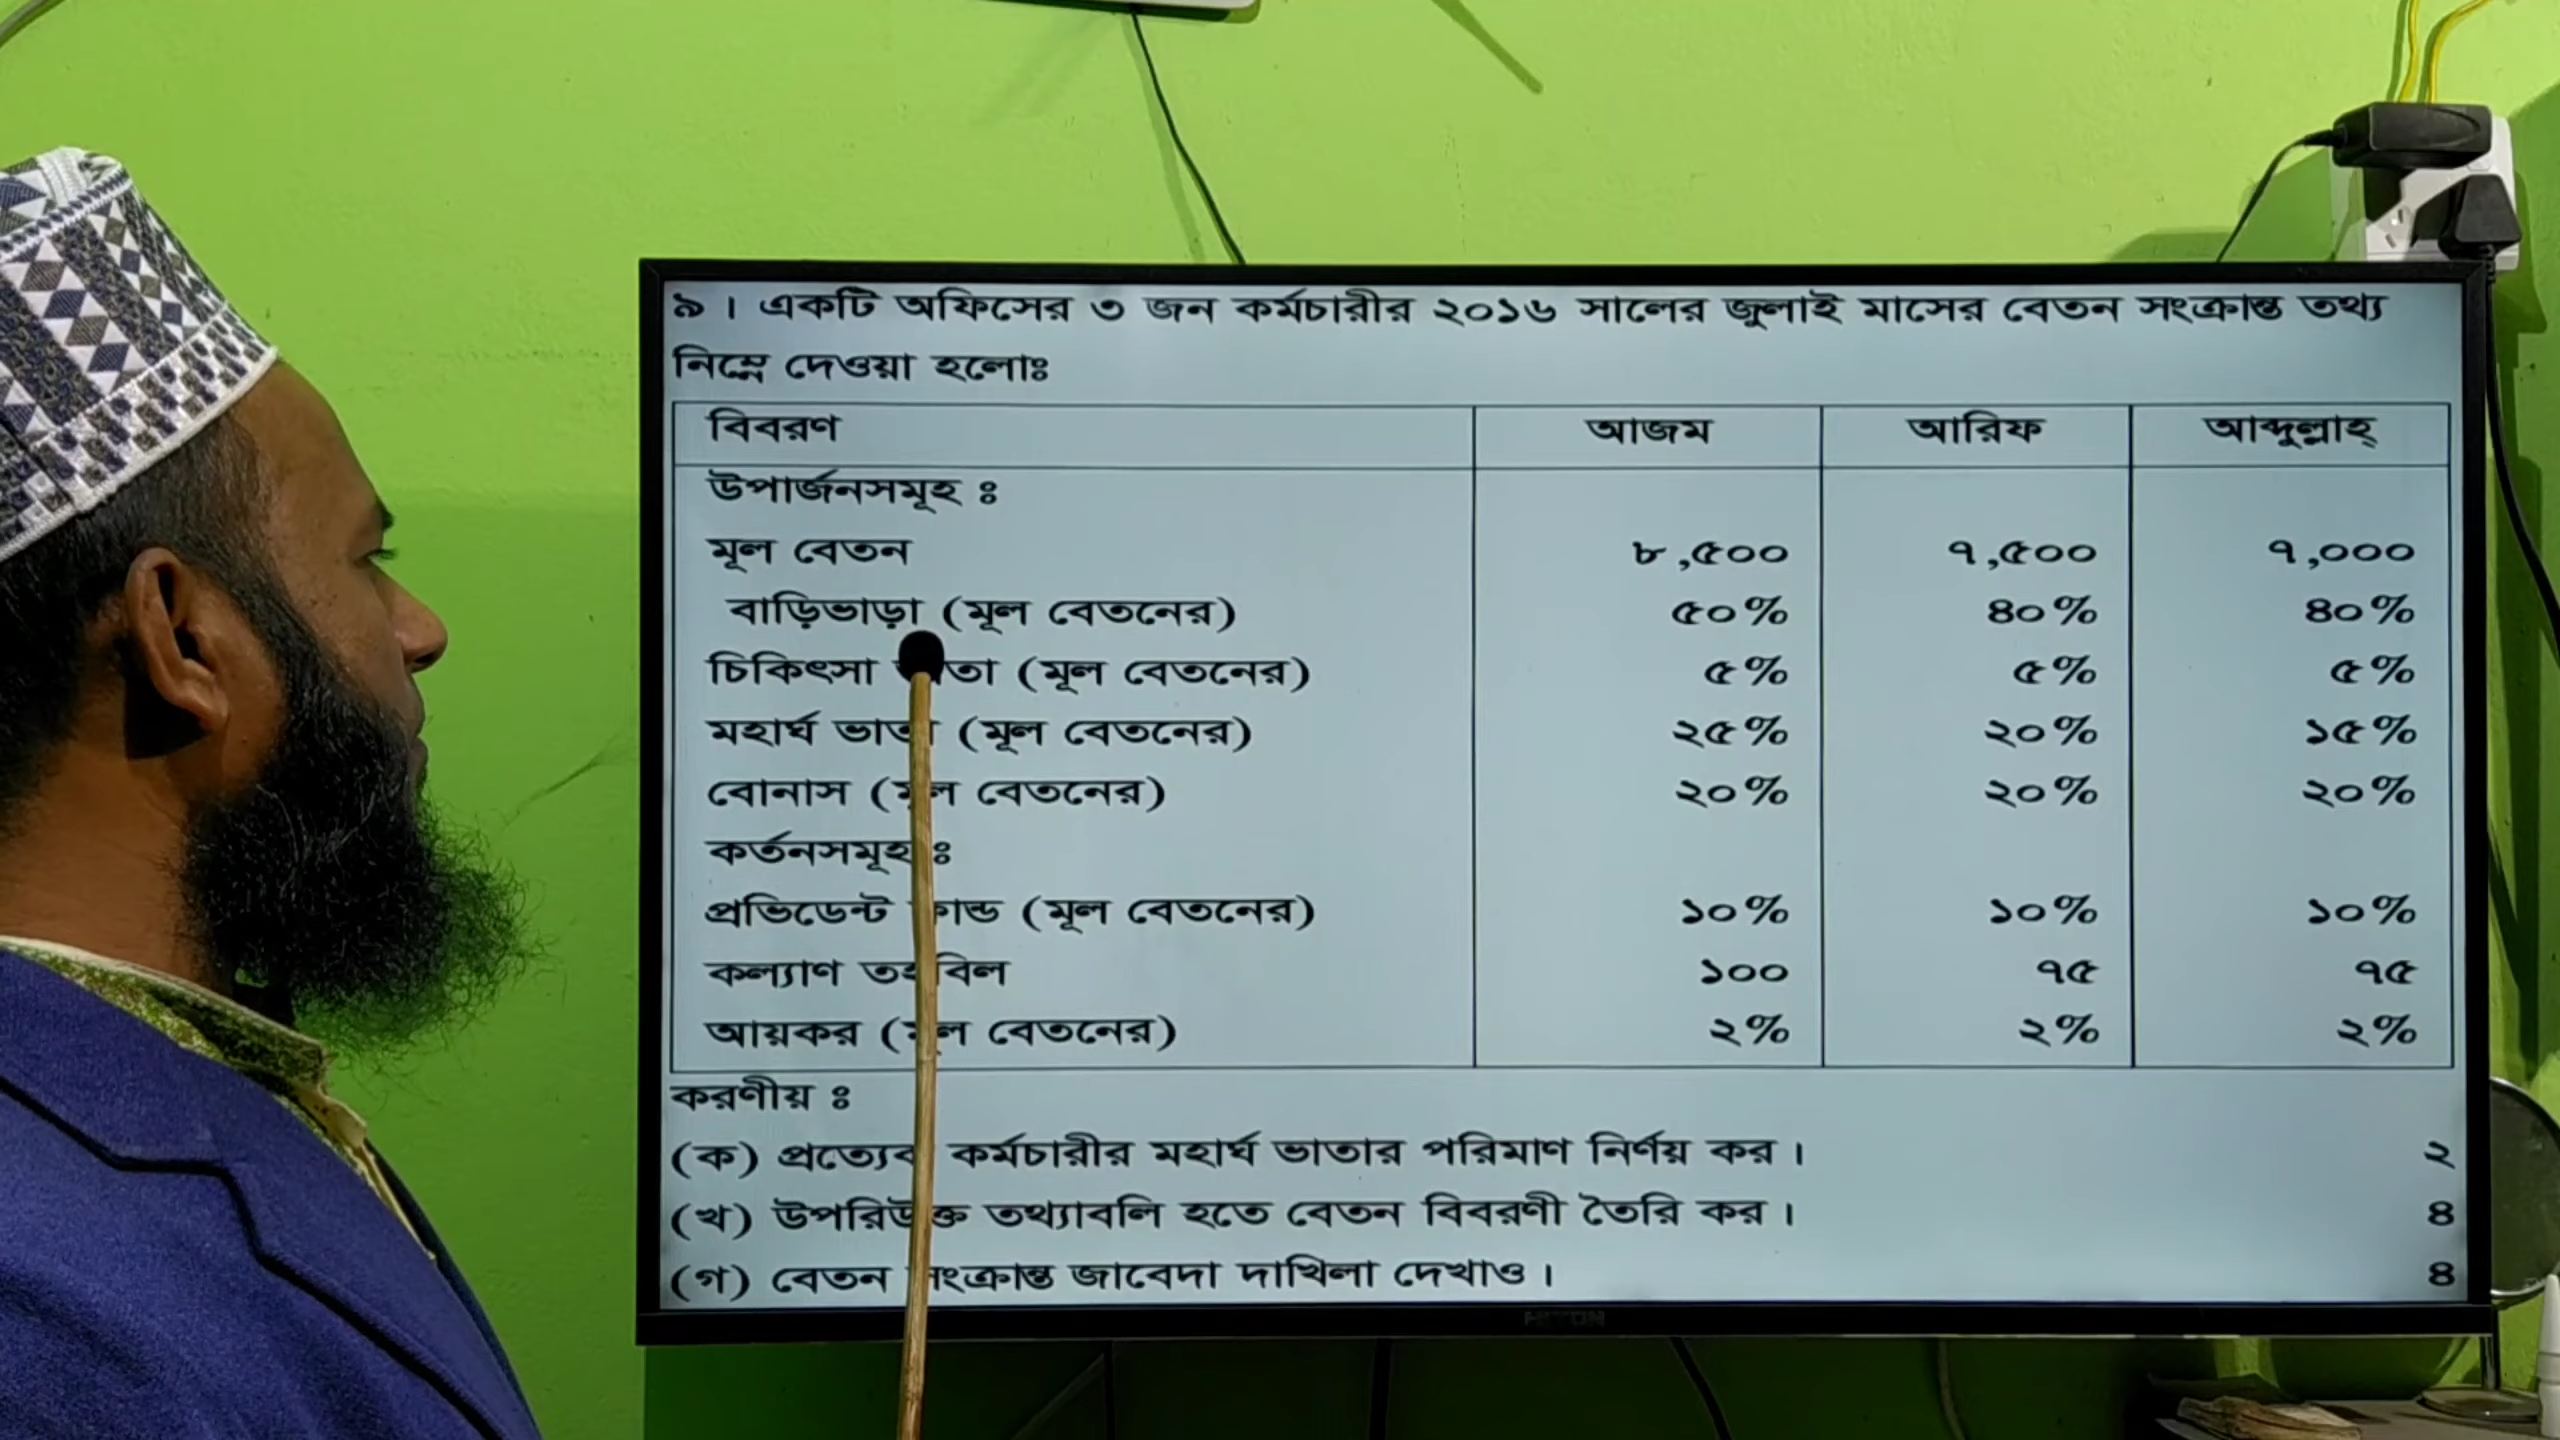 ৯। একটি অফিসের ৩ জন কর্মচারীর ২০১৬ সালের জুলাই মাসের বেতন সংক্রান্ত তথ্য
নিম্নে দেওয়া হলোঃ
বিবরণ আজম আরিফ আব্দুল্লাহ্
উপার্জনসমূহ ঃ
মূল বেতন ৮,৫০০ ৭,৫০০ ৭,০০০
বাড়িভাড়া (মূল বেতনের) ৫০% ৪০% ৪০%
চিকিৎসা ভাতা (মূল বেতনের) ৫% ৫% ৫%
মহার্ঘ ভাতা (মূল বেতনের) ২৫% ২০% ১৫%
বোনাস (মূল বেতনের) ২০% ২০% ২০%
কর্তনসমূহ ঃ
প্রভিডেন্ট ফান্ড (মূল বেতনের) ১০% ১০% ১০%
কল্যাণ তহবিল ১০০ ৭৫ ৭৫
আয়কর (মূল বেতনের) ২% ২% ২%
করণীয় ঃ
(ক) প্রত্যেক কর্মচারীর মহার্ঘ ভাতার পরিমাণ নির্ণয় কর। ২
(খ) উপরিউক্ত তথ্যাবলি হতে বেতন বিবরণী তৈরি কর। ৪
(গ) বেতন সংক্রান্ত জাবেদা দাখিলা দেখাও। ৪